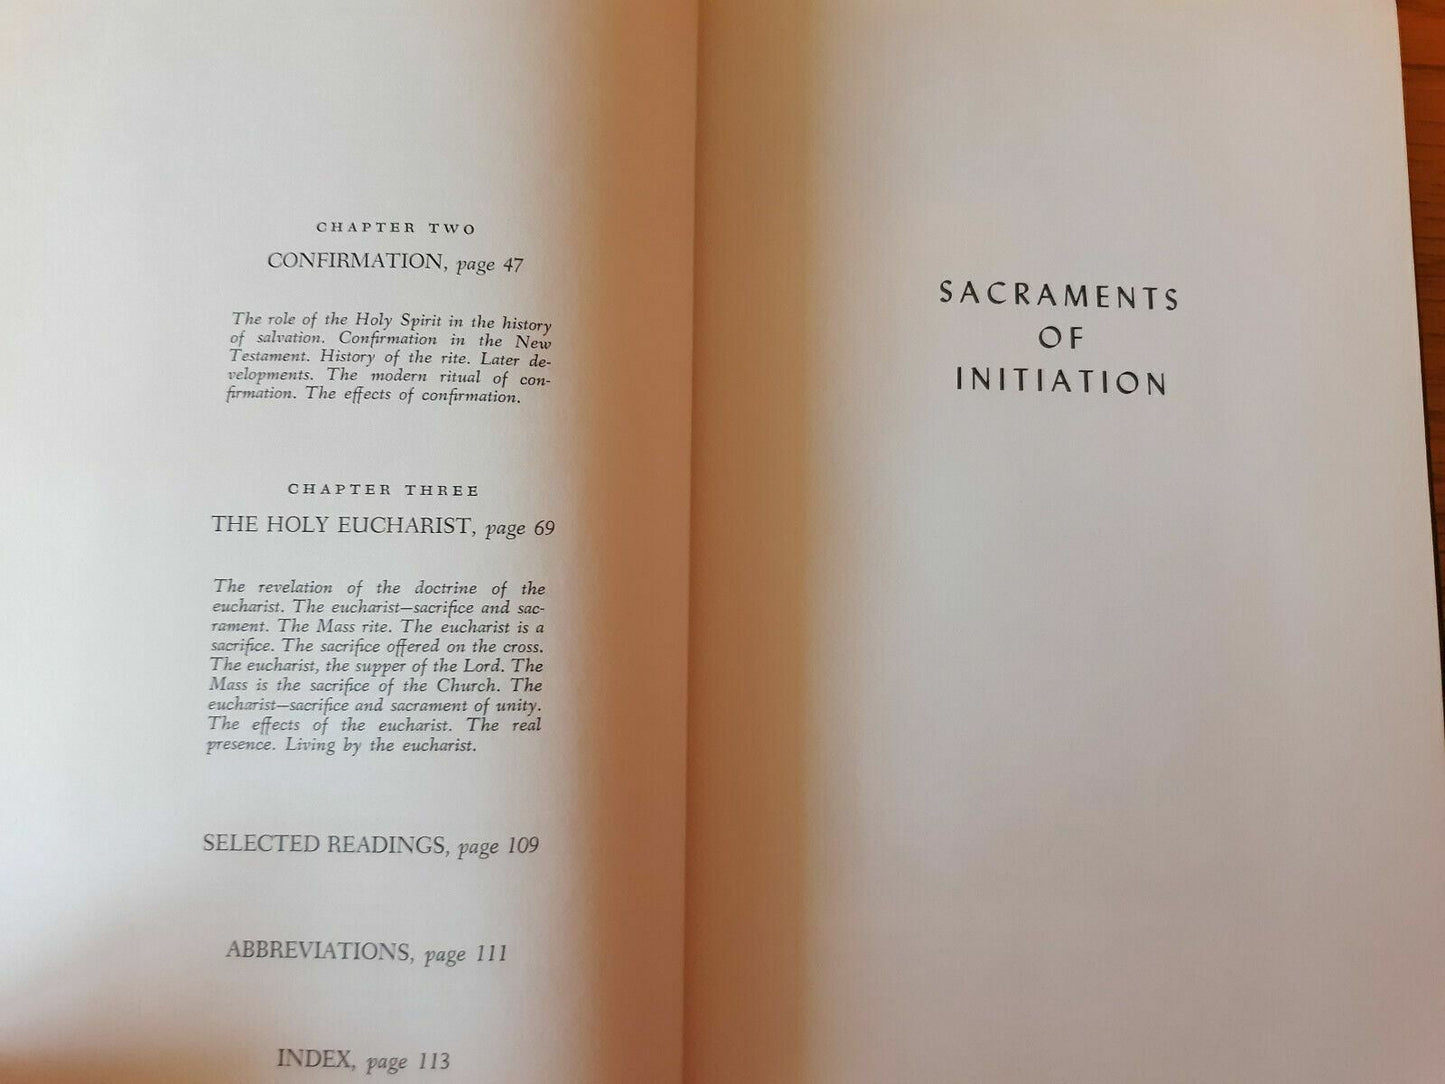 CHAPTER TWO
CONFIRMATION, page 47
The role of the Holy Spirit in the history
of salvation. Confirmation in the New
Testament. History of the rite. Later de-
velopments. The modern ritual of con-
firmation. The effects of confirmation.
CHAPTER THREE
THE HOLY EUCHARIST, page 69
The revelation of the doctrine of the
eucharist. The eucharist—sacrifice and sac-
rament. The Mass rite. The eucharist is a
sacrifice. The sacrifice offered on the cross.
The eucharist, the supper of the Lord. The
Mass is the sacrifice of the Church. The
eucharist—sacrifice and sacrament of unity.
The effects of the eucharist. The real
presence. Living by the eucharist.
SELECTED READINGS, page 109
ABBREVIATIONS, page 111
INDEX, page 113
SACRAMENTS
OF
INITIATION